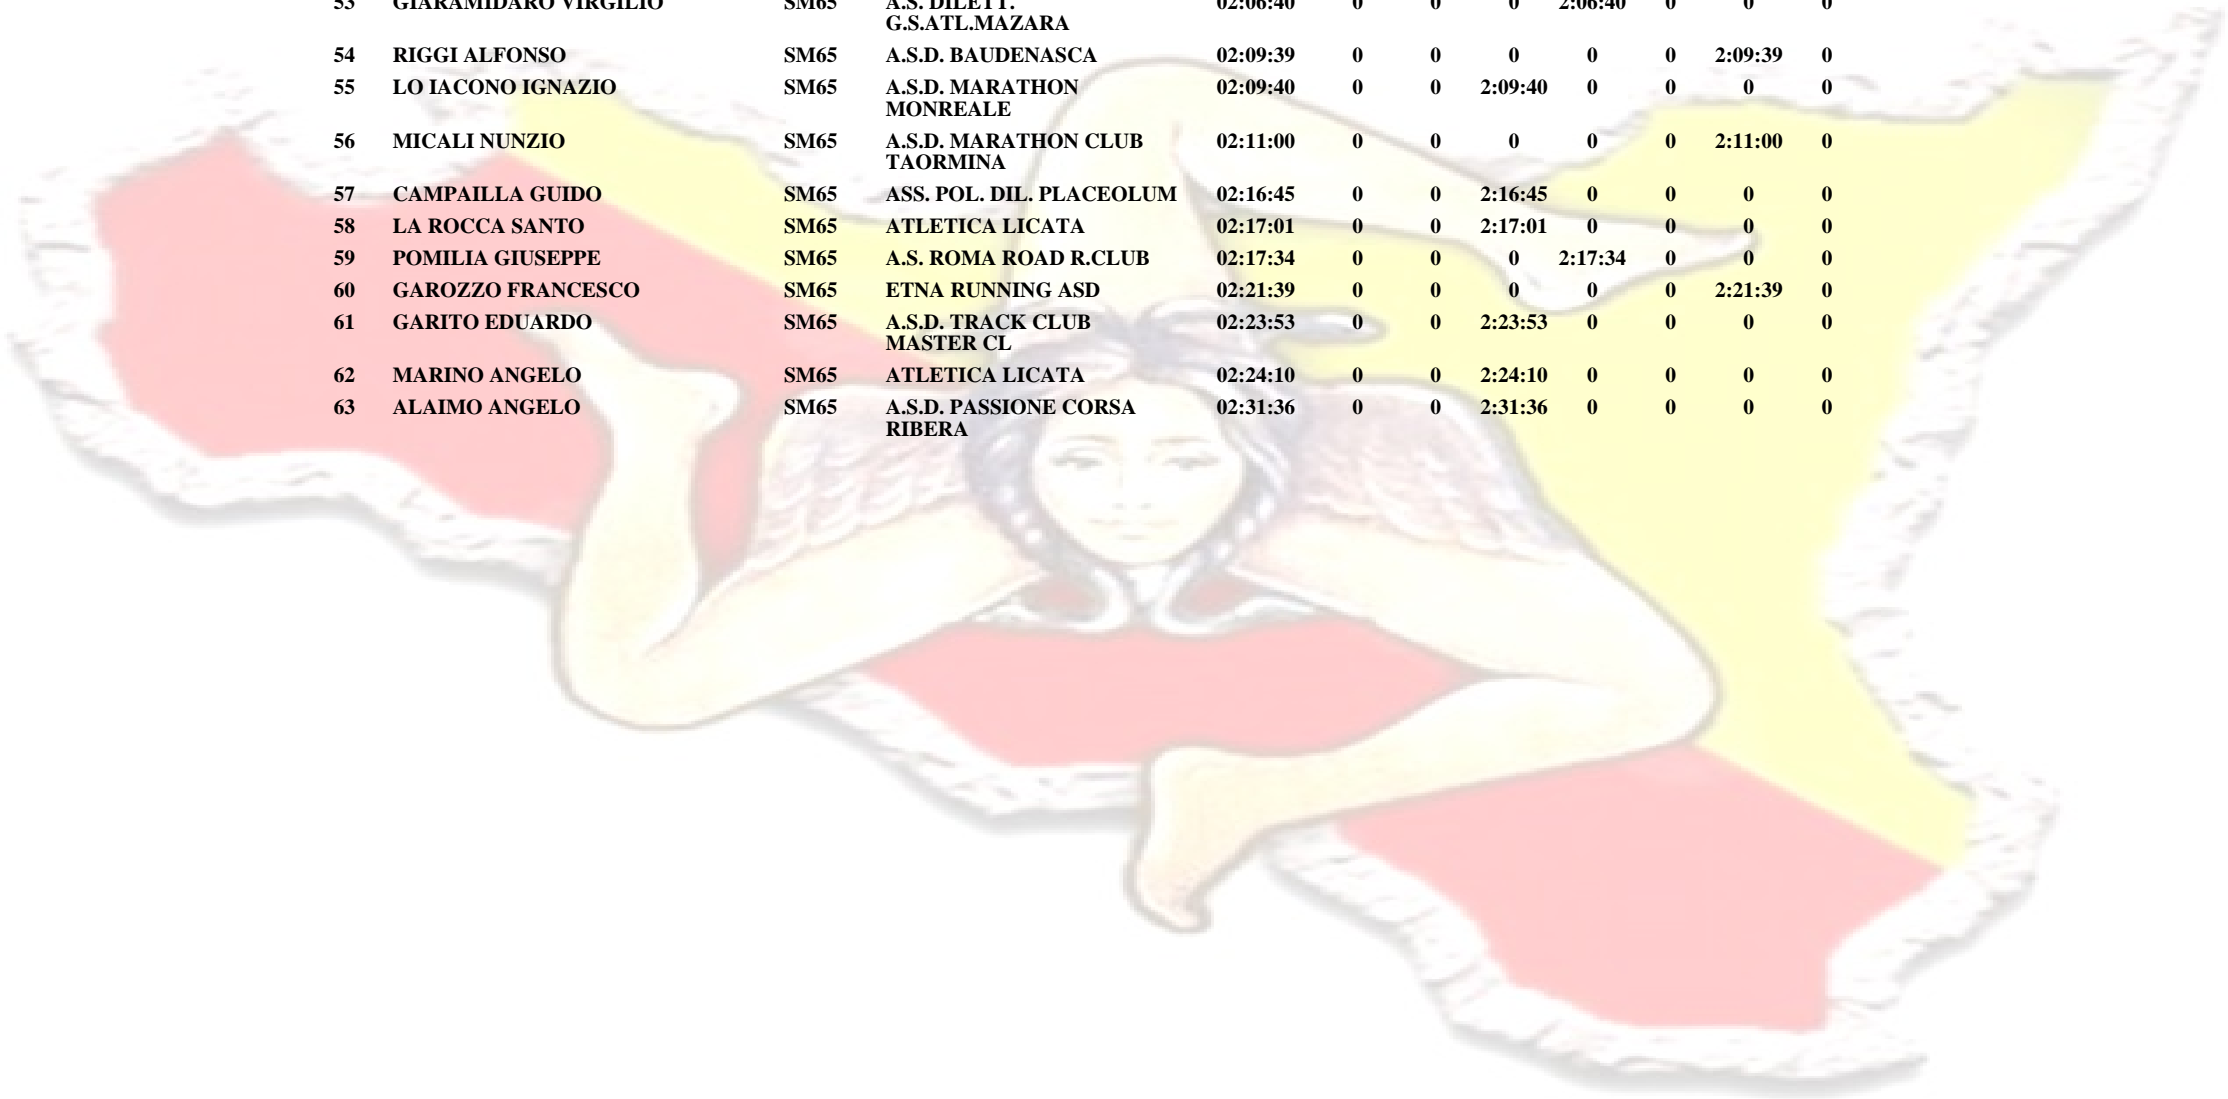 53 GIARAMIDARO VIRGILIO SM65 A.S. DILETT. 02:06:40 0 0 0 2:06:40 0 0 0
G.S.ATL.MAZARA
54 RIGGI ALFONSO SM65 A.S.D. BAUDENASCA 02:09:39 0 0 0 0 0 2:09:39 0
55 LO IACONO IGNAZIO SM65 A.S.D. MARATHON 02:09:40 0 0 2:09:40 0 0 0 0
MONREALE
56 MICALI NUNZIO SM65 A.S.D. MARATHON CLUB 02:11:00 0 0 0 0 0 2:11:00 0
TAORMINA
57 CAMPAILLA GUIDO SM65 ASS. POL. DIL. PLACEOLUM 02:16:45 0 0 2:16:45 0 0 0 0
58 LA ROCCA SANTO SM65 ATLETICA LICATA 02:17:01 0 0 2:17:01 0 0 0 0
59 POMILIA GIUSEPPE SM65 A.S. ROMA ROAD R.CLUB 02:17:34 0 0 0 2:17:34 0 0 0
60 GAROZZO FRANCESCO SM65 ETNA RUNNING ASD 02:21:39 0 0 0 0 0 2:21:39 0
61 GARITO EDUARDO SM65 A.S.D. TRACK CLUB 02:23:53 0 0 2:23:53 0 0 0 0
MASTER CL
62 MARINO ANGELO SM65 ATLETICA LICATA 02:24:10 0 0 2:24:10 0 0 0 0
63 ALAIMO ANGELO SM65 A.S.D. PASSIONE CORSA 02:31:36 0 0 2:31:36 0 0 0 0
RIBERA